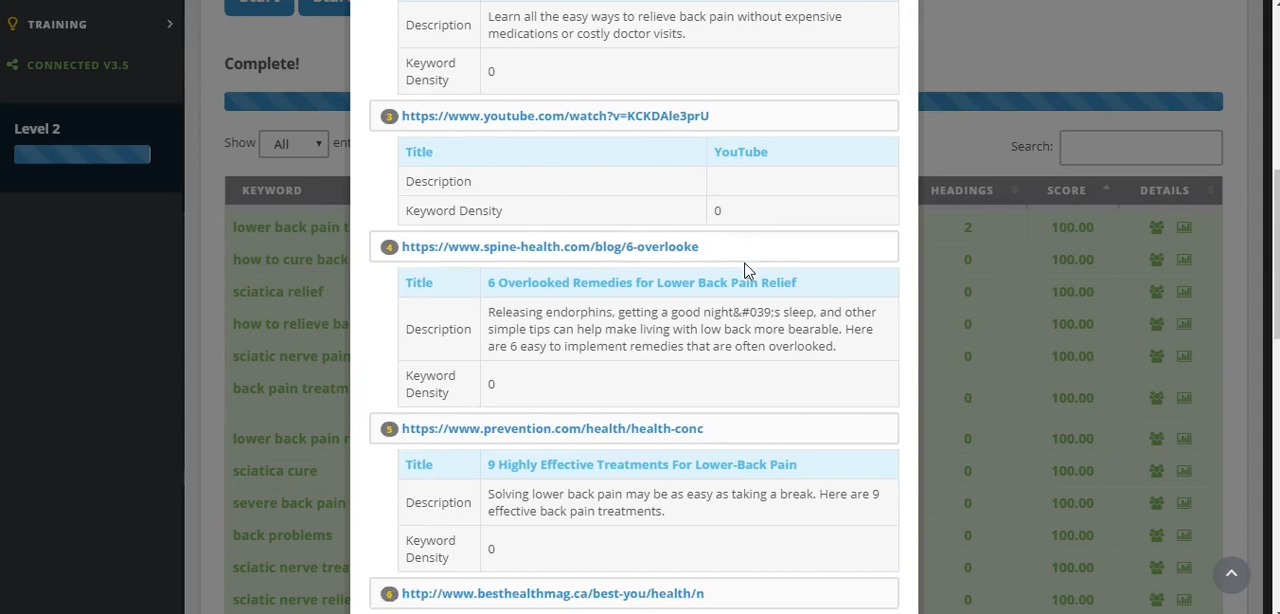 Start
Star
TRAINING
CONNECTED V3.5
Level 2
Complete!
Show All ent
Search:
KEYWORD
HEADINGS SCORE DETAILS
lower back pain t
2 100.00
how to cure back
0 100.00
sciatica relief
0 100.00
how to relieve ba
0 100.00
sciatic nerve pain
0 100.00
back pain treatm
0 100.00
lower back pain r
0 100.00
sciatica cure
0 100.00
severe back pain
0 100.00
back problems
0 100.00
sciatic nerve trea
0 100.00
sciatic nerve relie
0 100.00
Description
Learn all the easy ways to relieve back pain without expensive
medications or costly doctor visits.
Keyword
Density
0
3 https://www.youtube.com/watch?v=KCKDAle3prU
Title YouTube
Description
Keyword Density 0
4 https://www.spine-health.com/blog/6-overlooke
Title 6 Overlooked Remedies for Lower Back Pain Relief
Description
Releasing endorphins, getting a good night&#039;s sleep, and other
simple tips can help make living with low back more bearable. Here
are 6 easy to implement remedies that are often overlooked.
Keyword
Density
0
5 https://www.prevention.com/health/health-conc
Title 9 Highly Effective Treatments For Lower-Back Pain
Description
Solving lower back pain may be as easy as taking a break. Here are 9
effective back pain treatments.
Keyword
Density
0
6 http://www.besthealthmag.ca/best-you/health/n